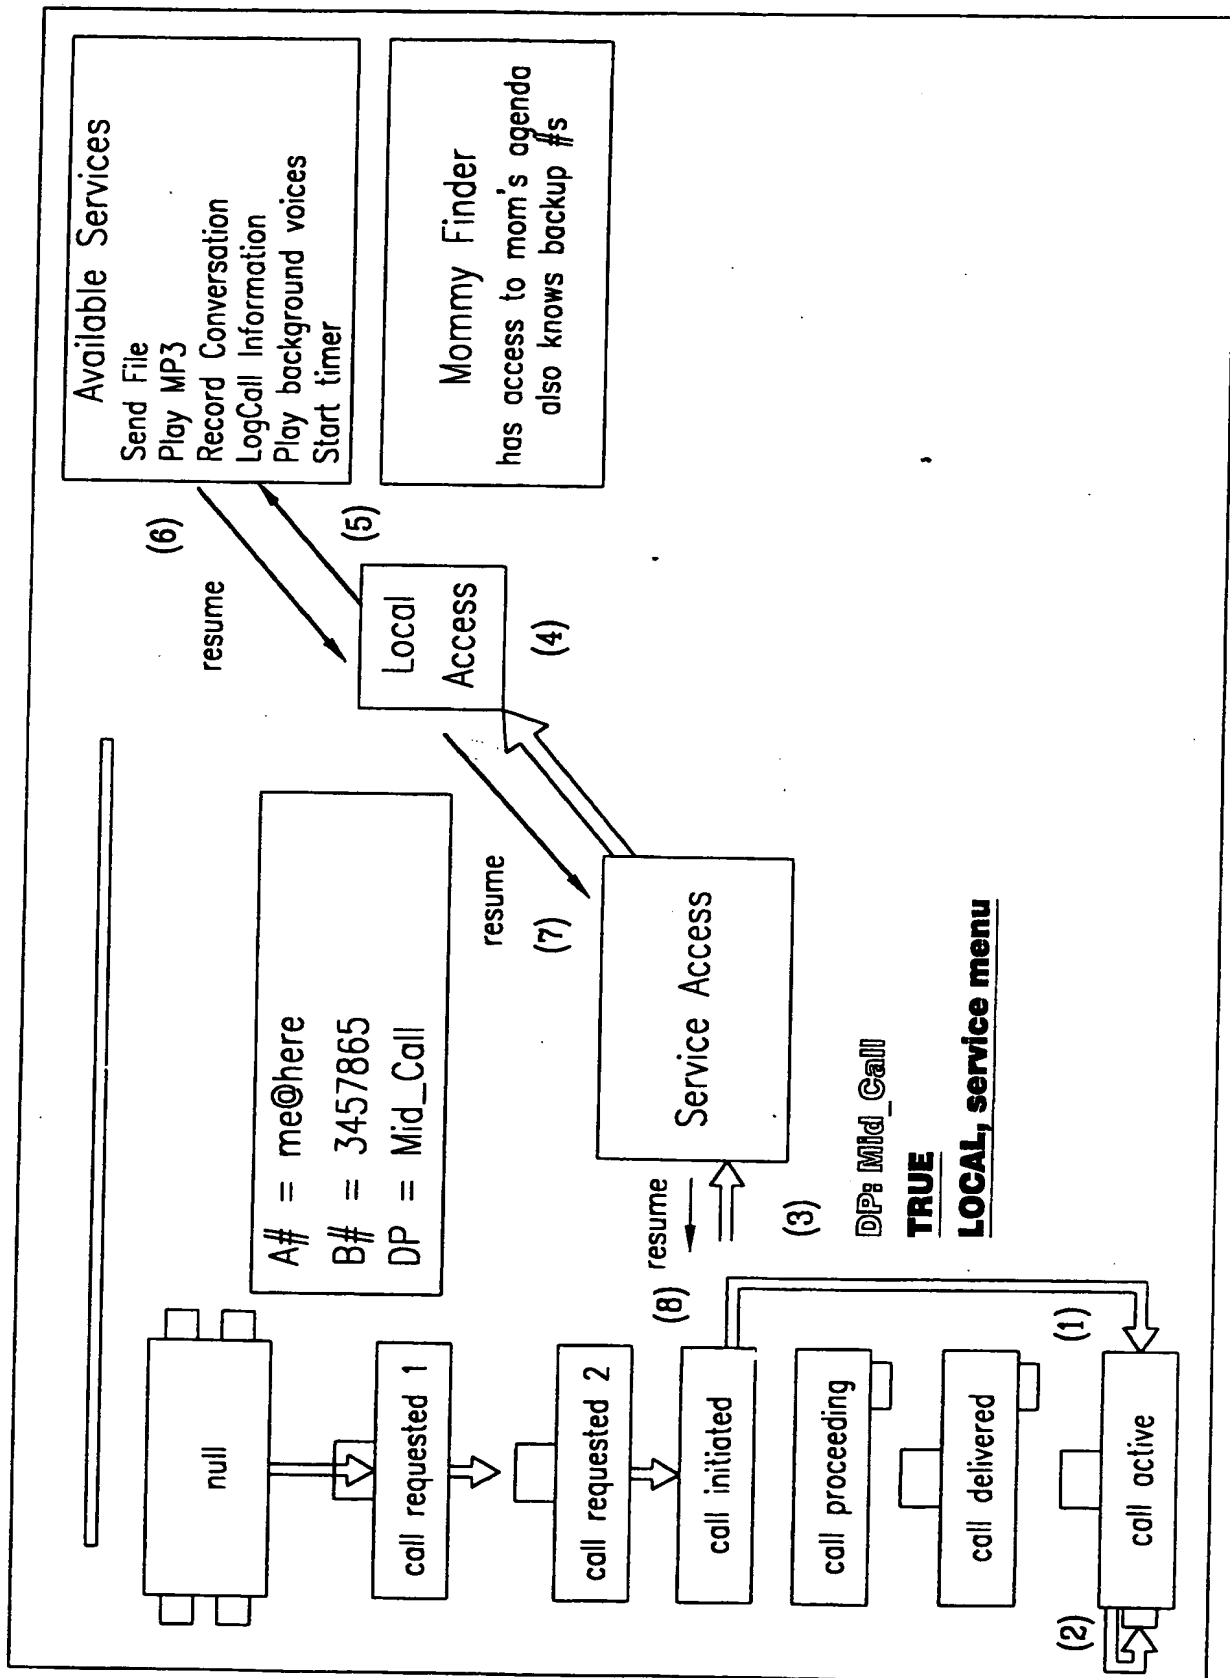 null
call requested 1
call requested 2
call initiated
call proceeding
call delivered
call active
(1)
(2)
A# = me@here
B# = 3457865
DP = Mid_Call
resume
(8)
(3)
Service Access
DP: Mid_Call
TRUE
LOCAL, service menu
resume
(7)
Local
Access
(4)
resume
(6)
(5)
Available Services
Send File
Play MP3
Record Conversation
LogCall Information
Play background voices
Start timer
Mommy Finder
has access to mom's agenda
also knows backup #s